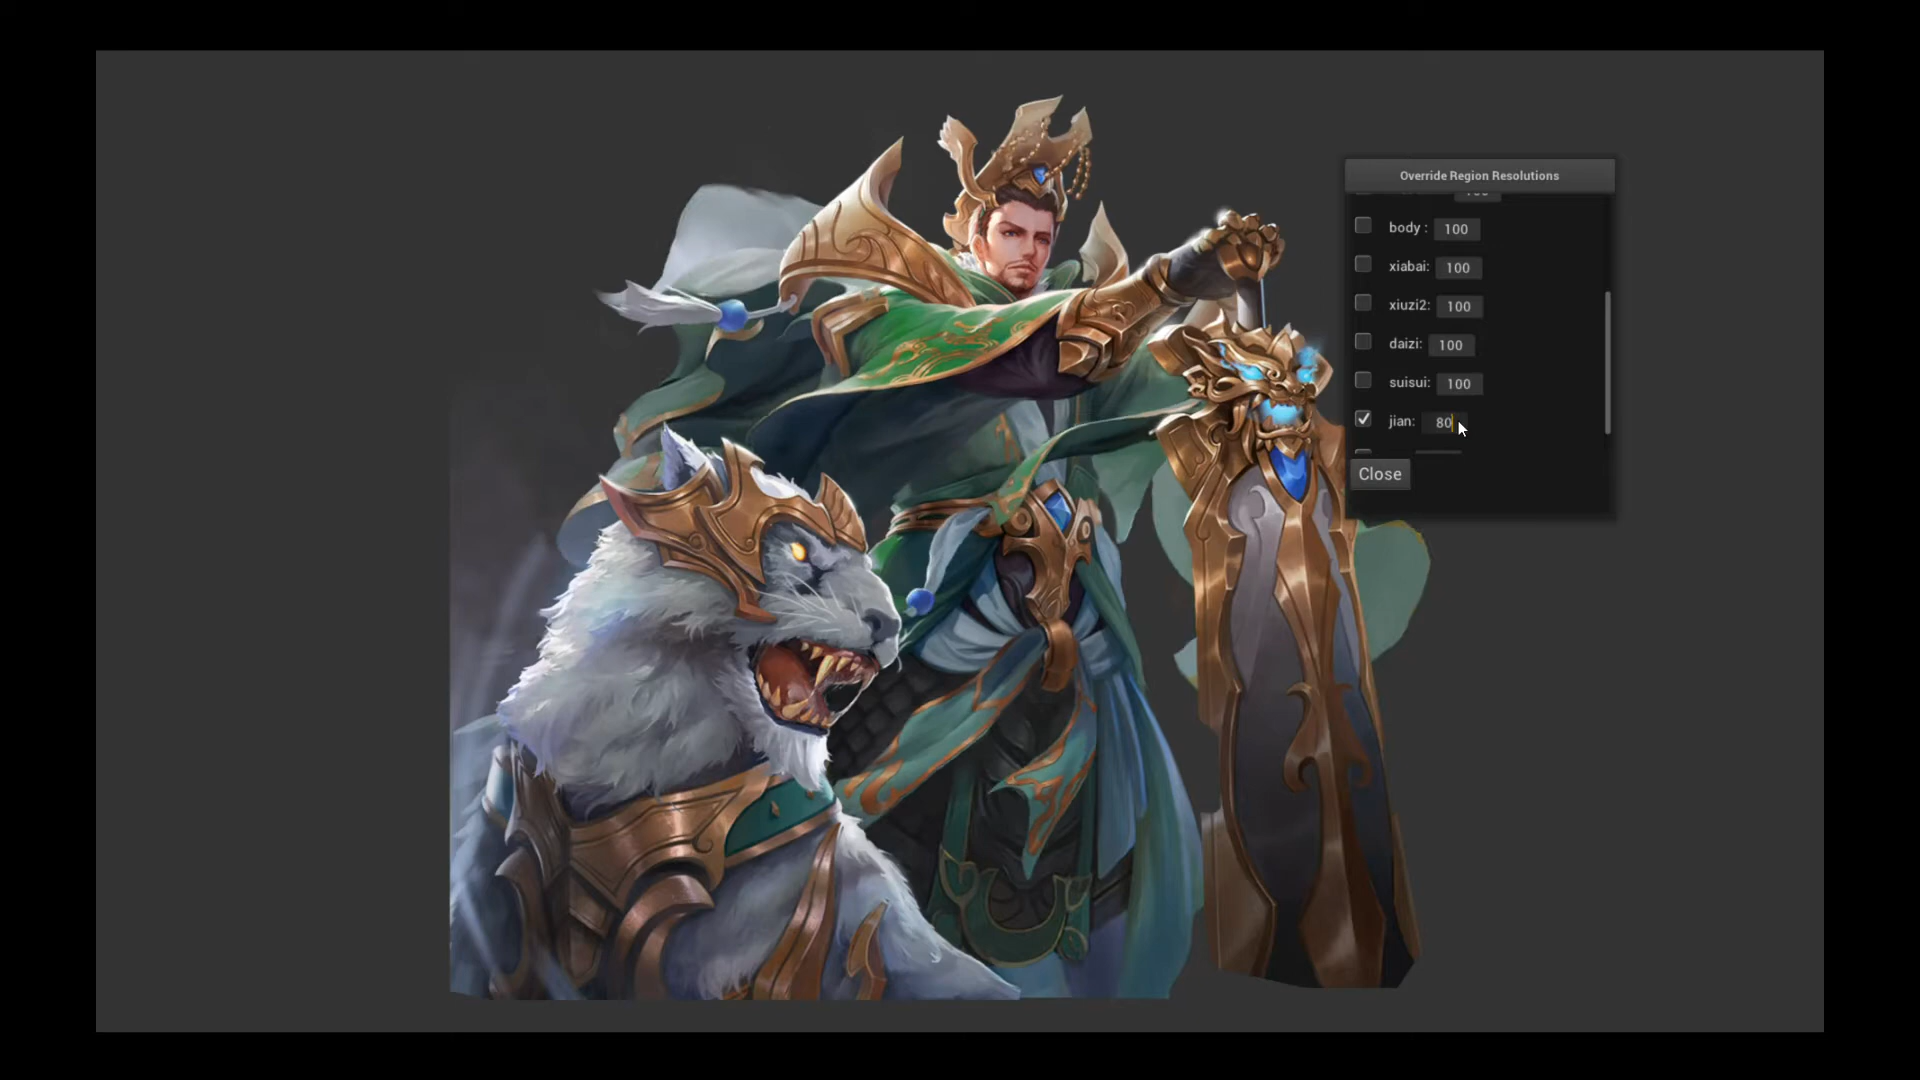 Override Region Resolutions
body : 100
xiabai: 100
xiuzi2: 100
daizi: 100
suisui: 100
jian: 80
Close